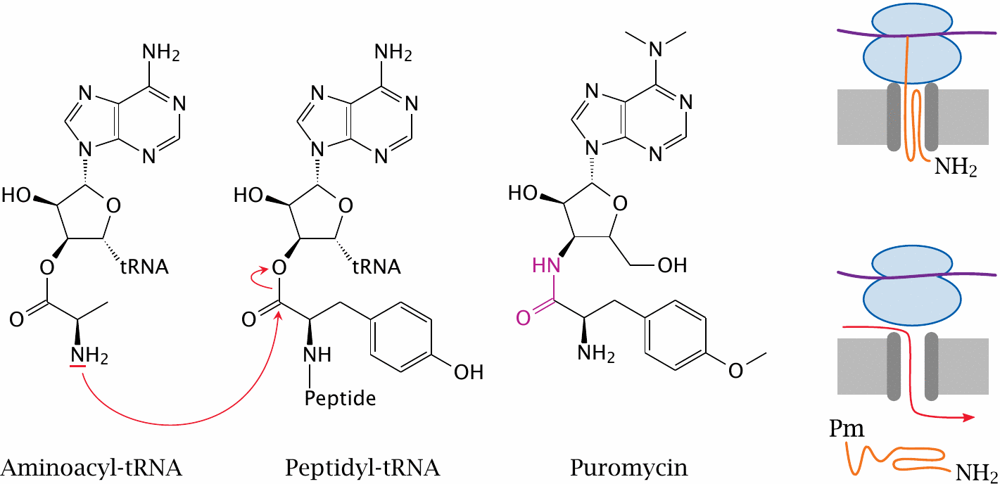 NH2
N
N
N
N
HO
O
O
tRNA
O
NH2
Aminoacyl-tRNA
NH2
N
N
N
N
HO
O
O
tRNA
O
NH
OH
Peptide
Peptidyl-tRNA
N
N
N
N
N
HO
O
HN
OH
O
NH2
O
Puromycin
NH2
Pm
NH2